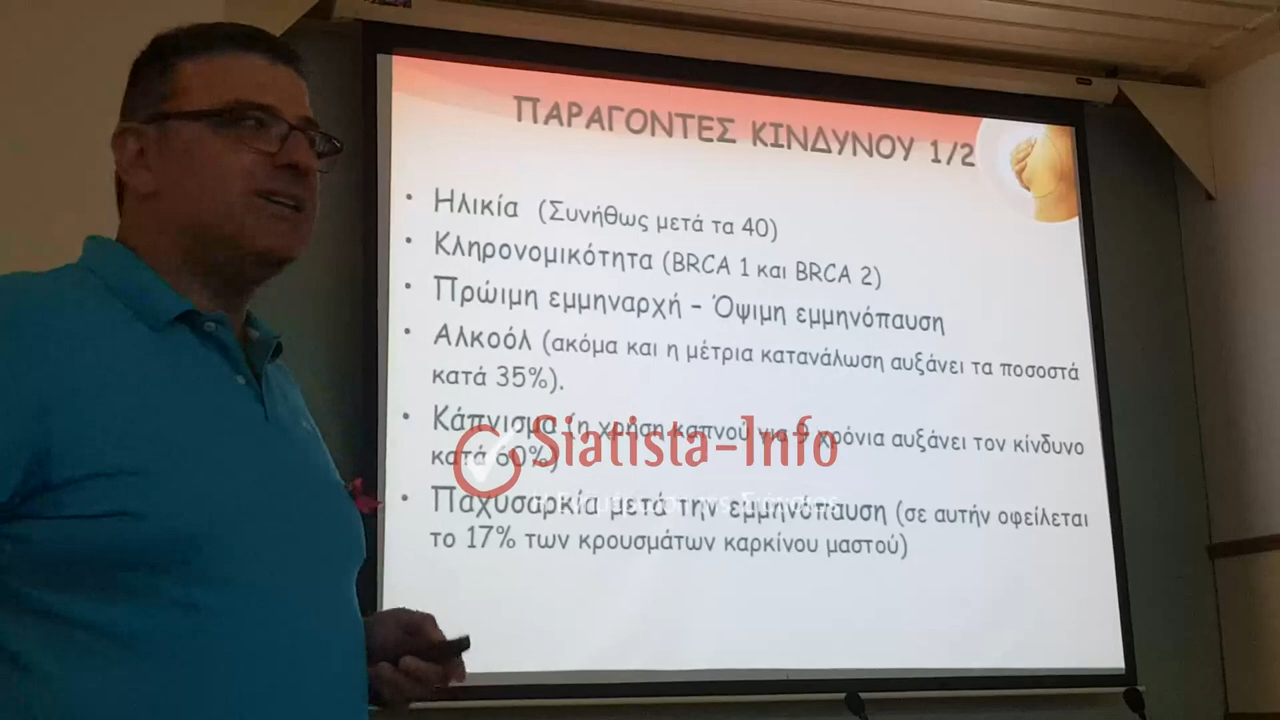 ΠΑΡΑΓΟΝΤΕΣ ΚΙΝΔΥΝΟΥ 1/2
• Ηλικία (Συνήθως μετά τα 40)
• Κληρονομικότητα (BRCA 1 και BRCA 2)
• Πρώιμη εμμηναρχή – Όψιμη εμμηνόπαυση
• Αλκοόλ (ακόμα και η μέτρια κατανάλωση αυξάνει τα ποσοστά
κατά 35%).
• Κάπνισμα (η χρήση καπνού για 9 χρόνια αυξάνει τον κίνδυνο
κατά 60%)
Siatista-Info
• Παχυσαρκία μετά την εμμηνόπαυση (σε αυτήν οφείλεται
το 17% των κρουσμάτων καρκίνου μαστού)